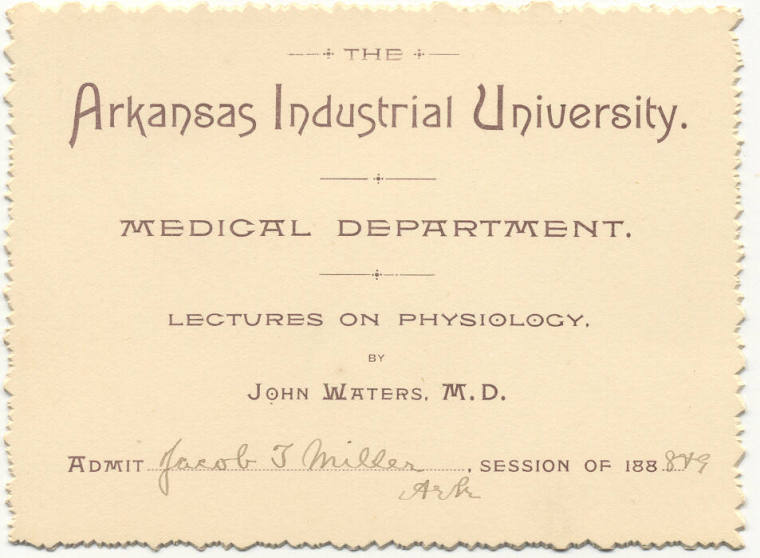 THE
Arkansas Industrial University.
MEDICAL DEPARTMENT.
LECTURES ON PHYSIOLOGY,
BY
JOHN WATERS, M.D.
ADMIT Jacob T Miller, SESSION OF 1888&9
Ark